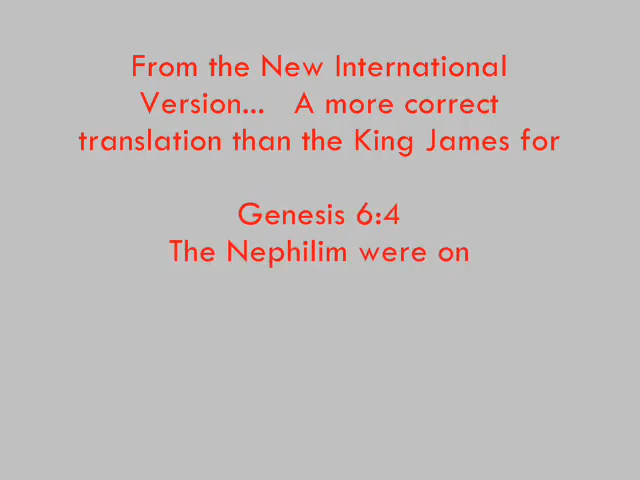 From the New International
Version... A more correct
translation than the King James for
Genesis 6:4
The Nephilim were on